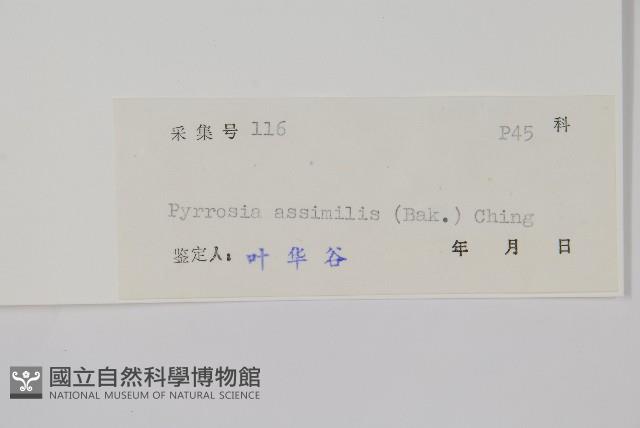 采集号 116 P45 科
Pyrrosia assimilis (Bak.) Ching
鉴定人: 叶华谷 年 月 日
國立自然科學博物館
NATIONAL MUSEUM OF NATURAL SCIENCE